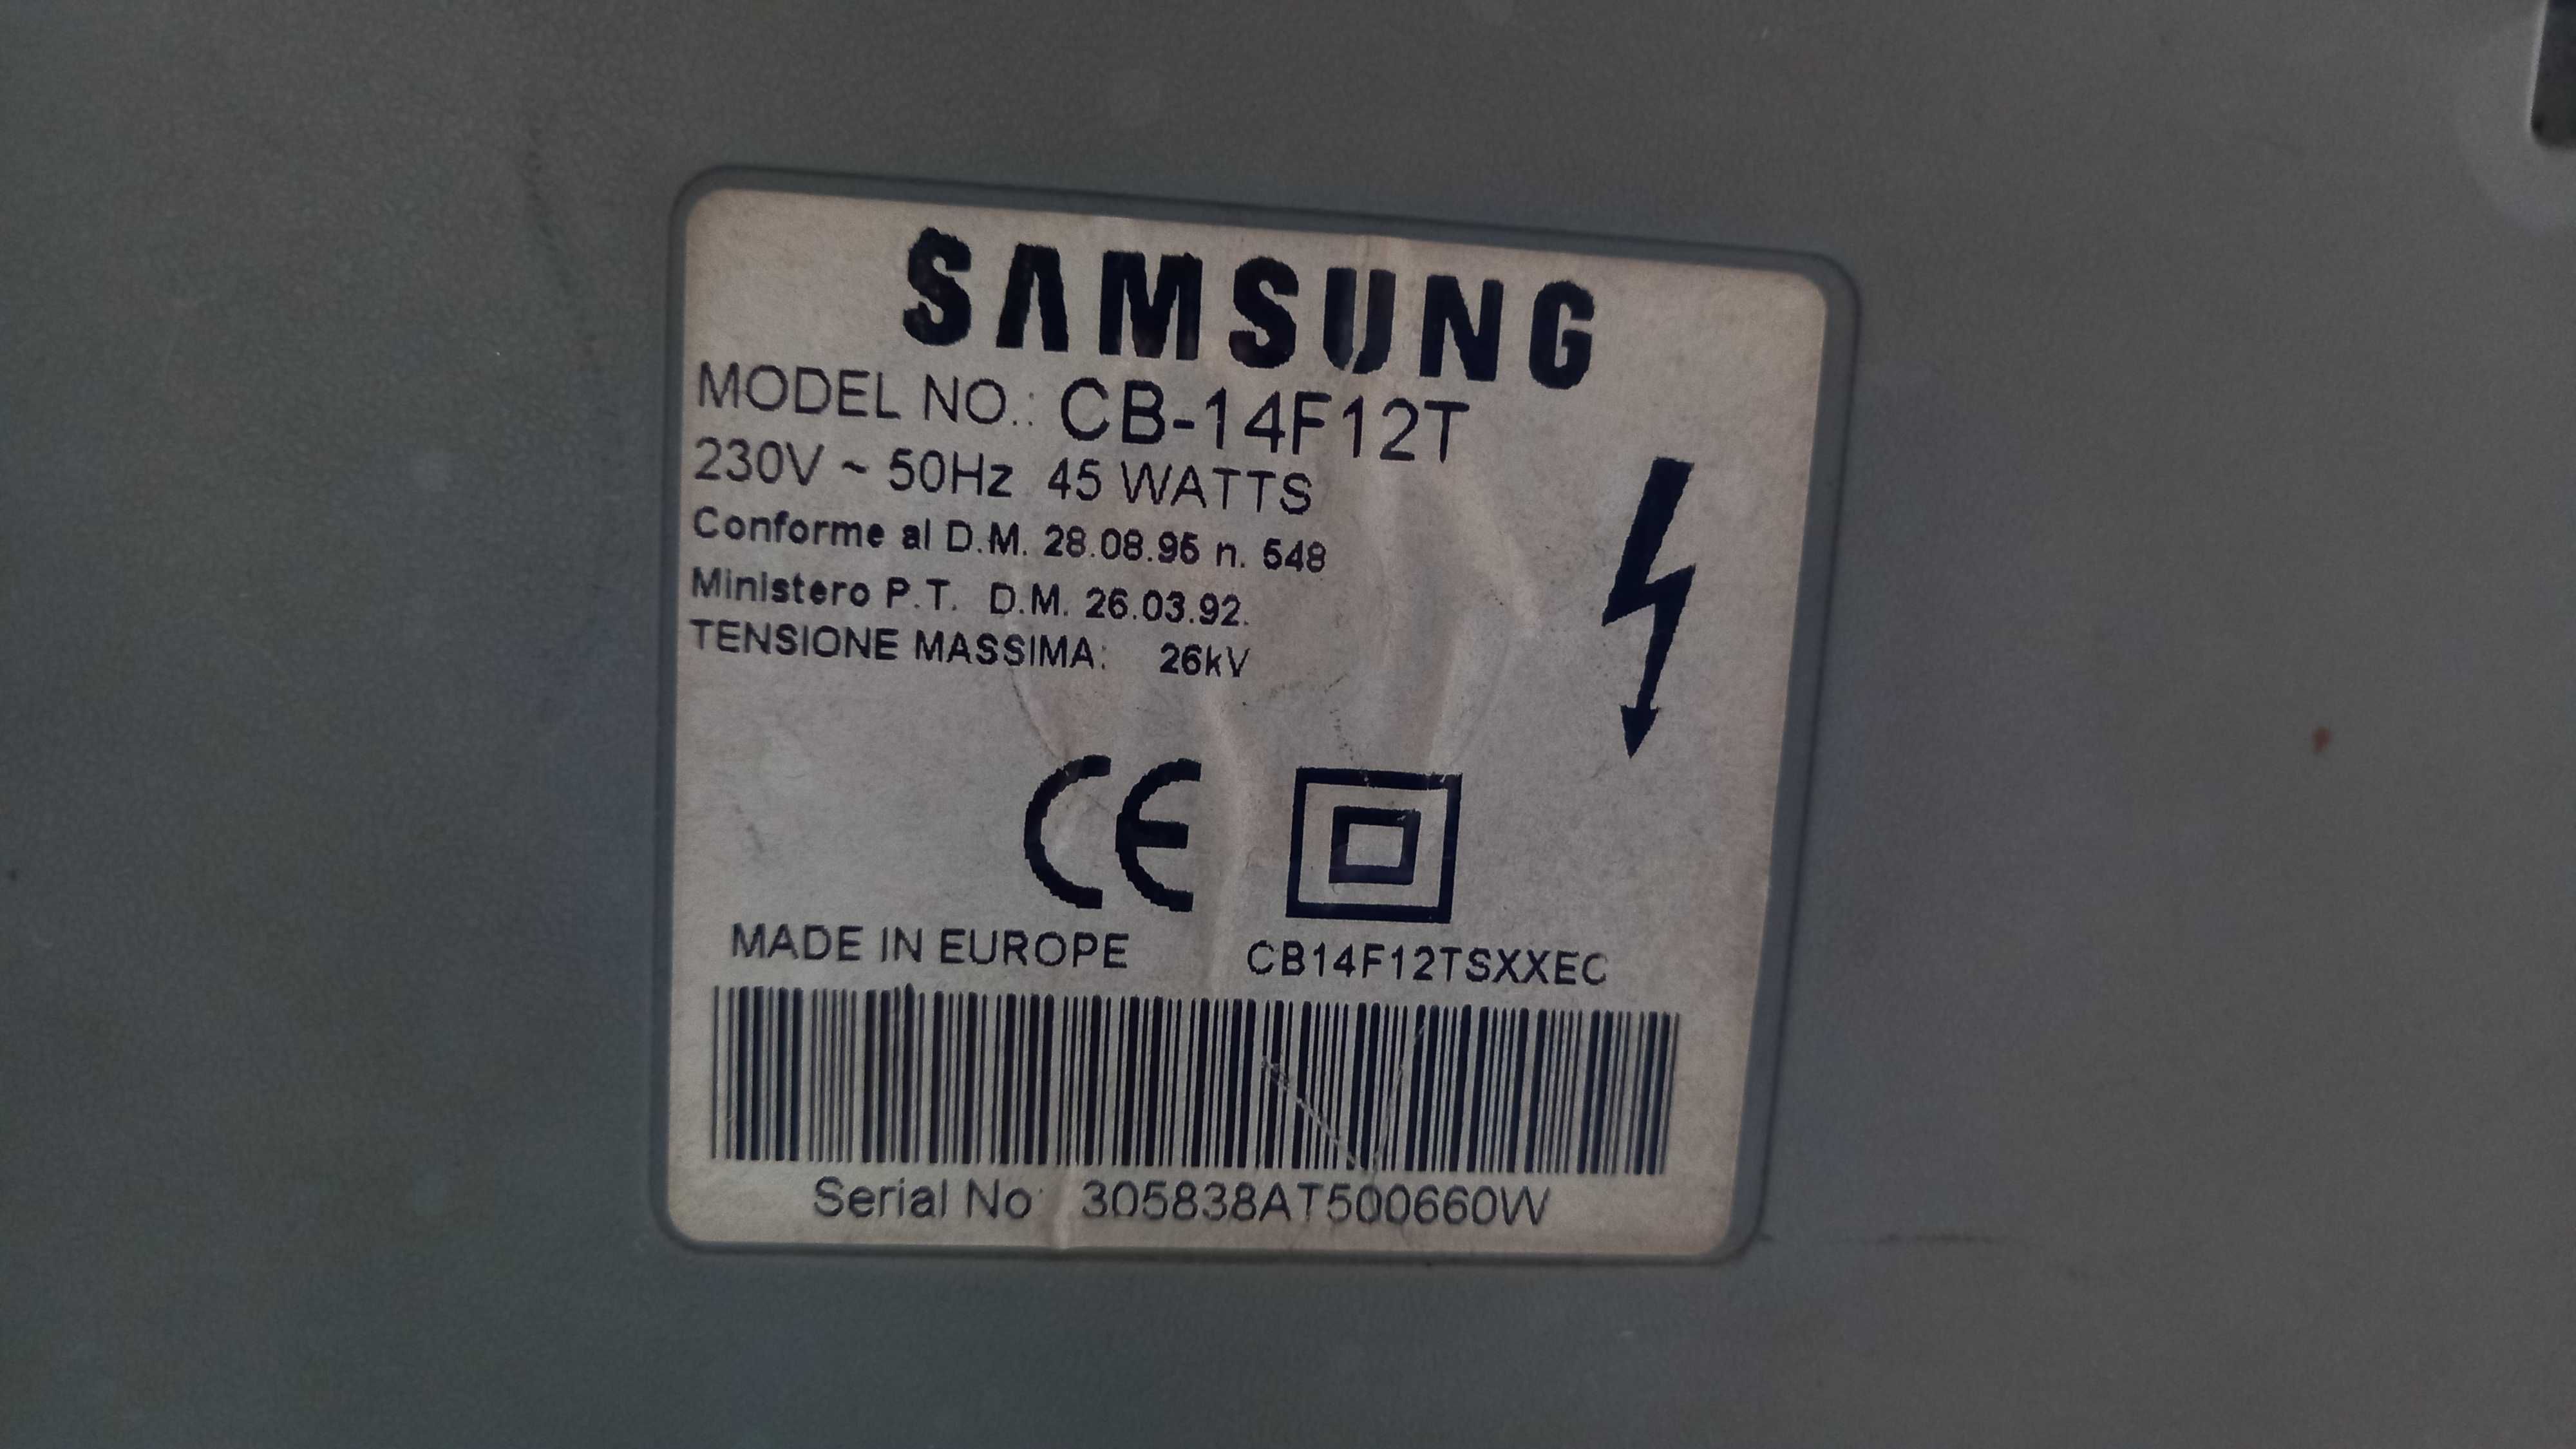 SAMSUNG
MODEL NO.: CB-14F12T
230V ~ 50Hz 45 WATTS
Conforme al D.M. 28.08.95 n. 548
Ministero P.T. D.M. 26.03.92.
TENSIONE MASSIMA: 26kV
CE
MADE IN EUROPE CB14F12TSXXEC
Serial No 305838AT500660W